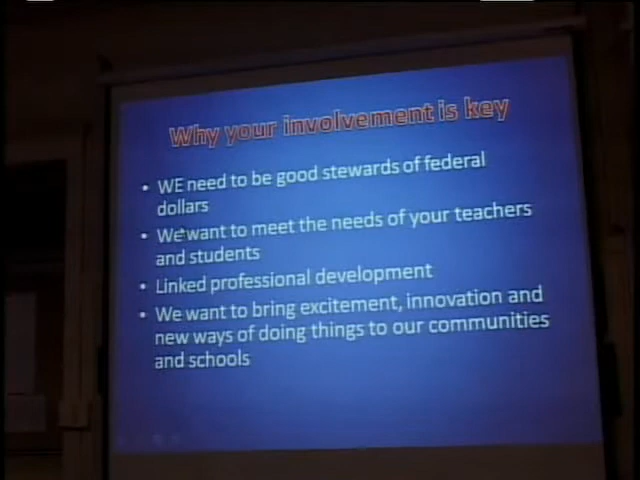 Why your involvement is key
• WE need to be good stewards of federal
dollars
• We want to meet the needs of your teachers
and students
• Linked professional development
• We want to bring excitement, innovation and
new ways of doing things to our communities
and schools